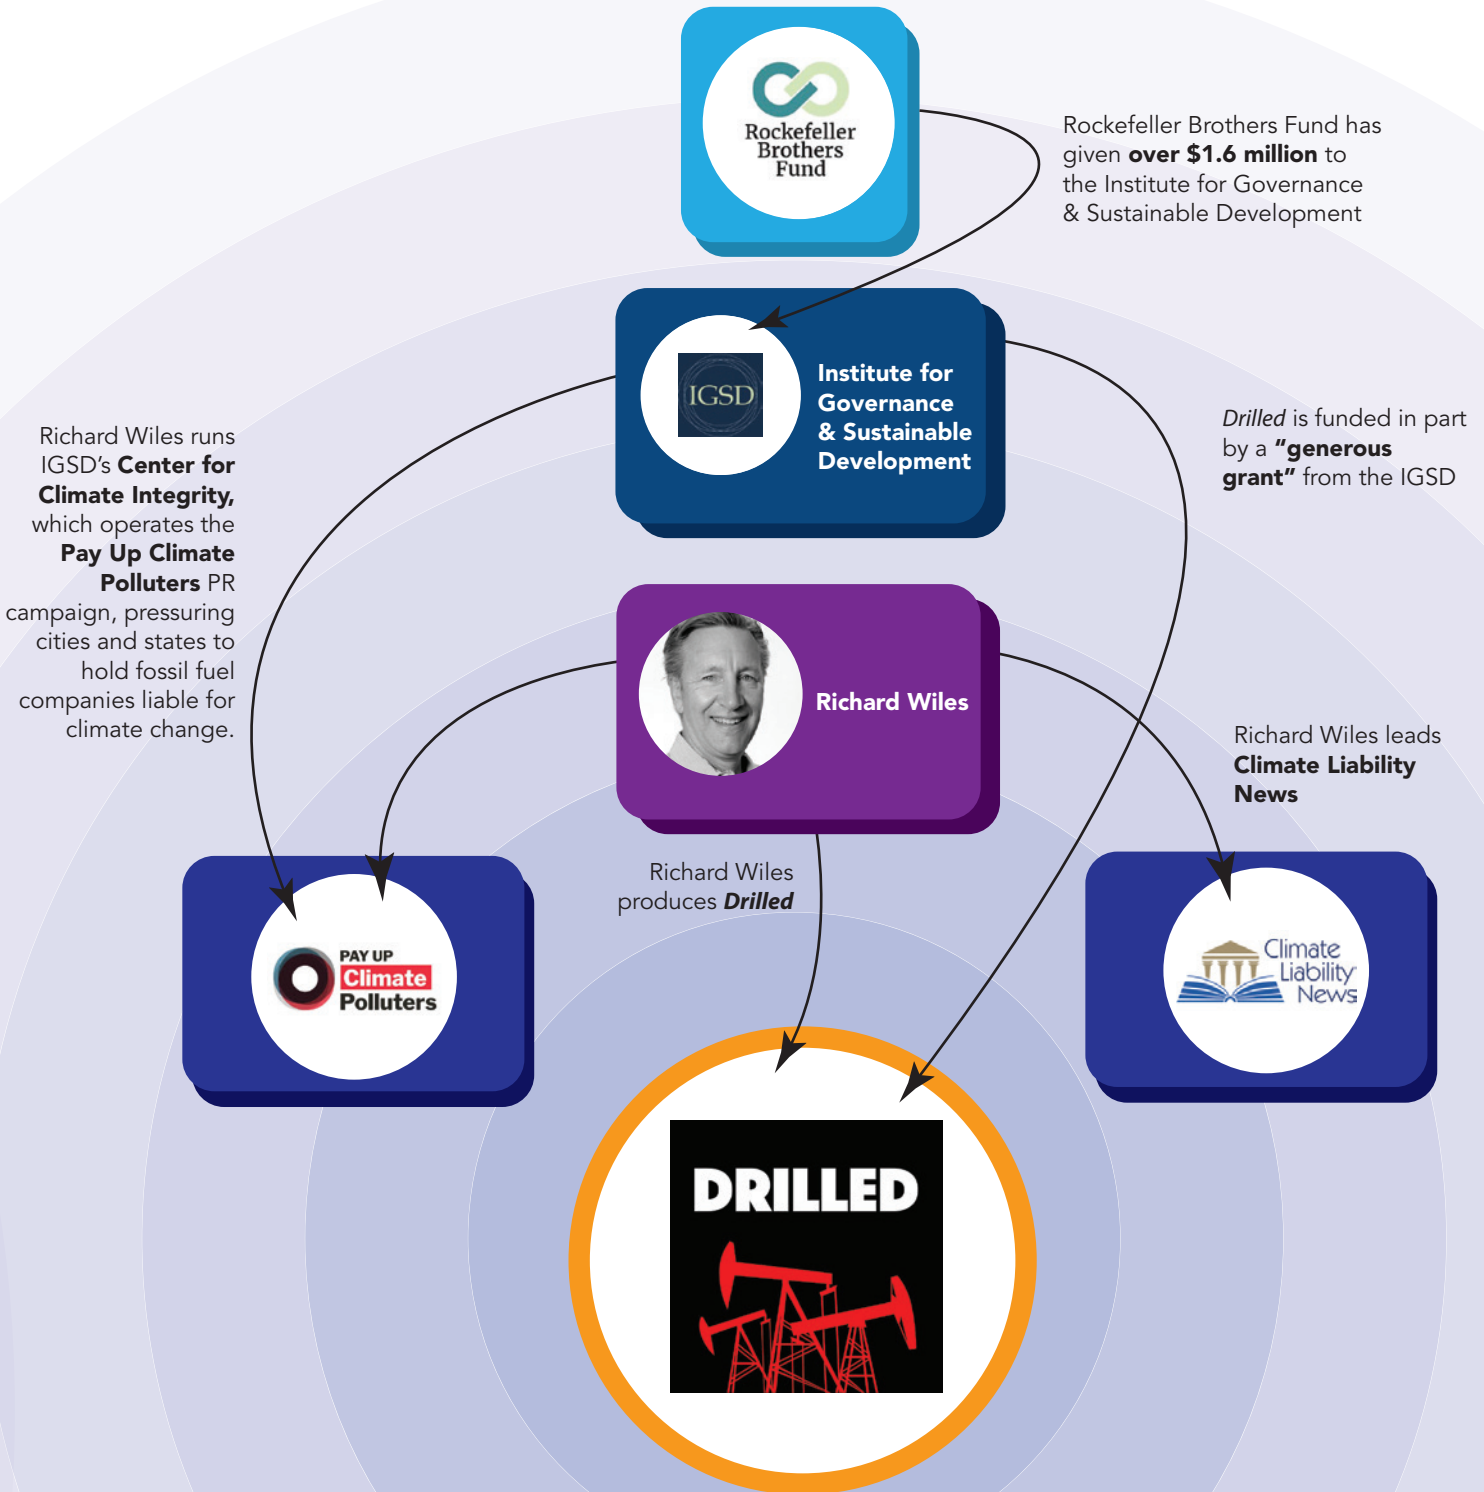 Rockefeller
Brothers
Fund
Rockefeller Brothers Fund has
given over $1.6 million to
the Institute for Governance
& Sustainable Development
IGSD
Institute for
Governance
& Sustainable
Development
Richard Wiles runs
IGSD’s Center for
Climate Integrity,
which operates the
Pay Up Climate
Polluters PR
campaign, pressuring
cities and states to
hold fossil fuel
companies liable for
climate change.
Drilled is funded in part
by a "generous
grant" from the IGSD
Richard Wiles
Richard Wiles leads
Climate Liability
News
Richard Wiles
produces Drilled
PAY UP
Climate
Polluters
Climate
Liability
News
DRILLED